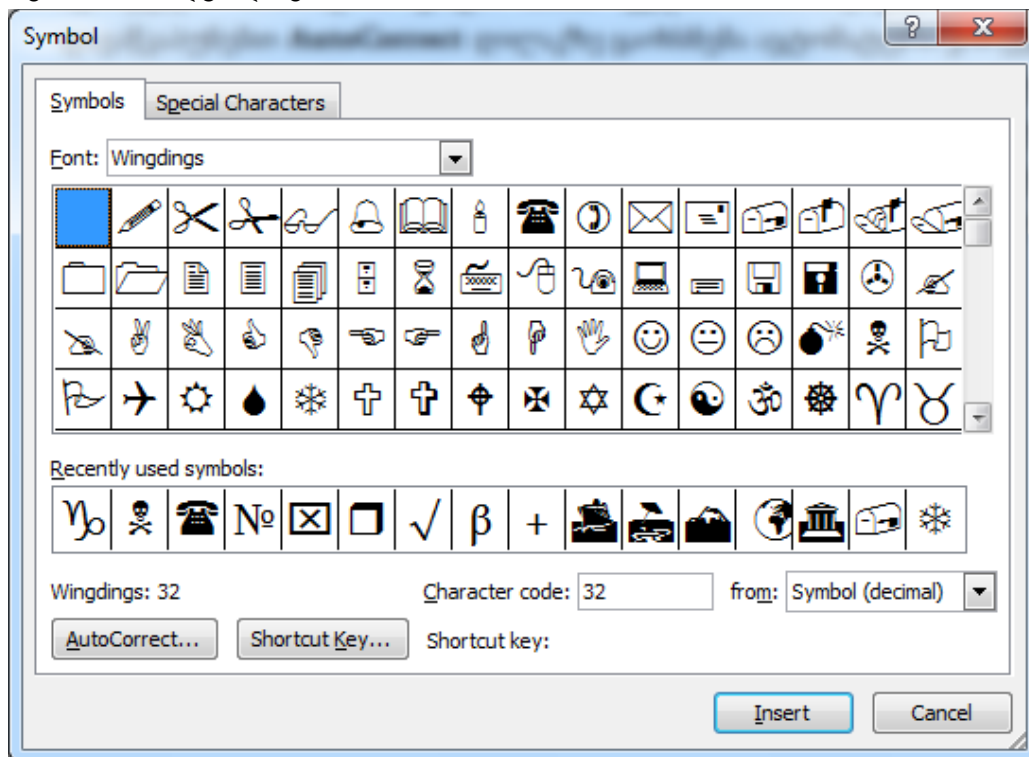 Symbol
AutoCorrect
Symbols Special Characters
Font: Wingdings
Recently used symbols:
№ √ β +
Wingdings: 32 Character code: 32 from: Symbol (decimal)
AutoCorrect... Shortcut Key... Shortcut key:
Insert Cancel